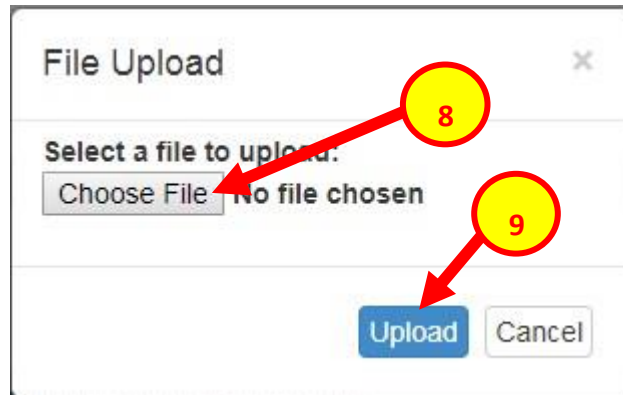 File Upload ×
8
Select a file to upload:
Choose File No file chosen
9
Upload Cancel